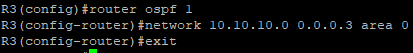 R3(config)#router ospf 1
R3(config-router)#network 10.10.10.0 0.0.0.3 area 0
R3(config-router)#exit